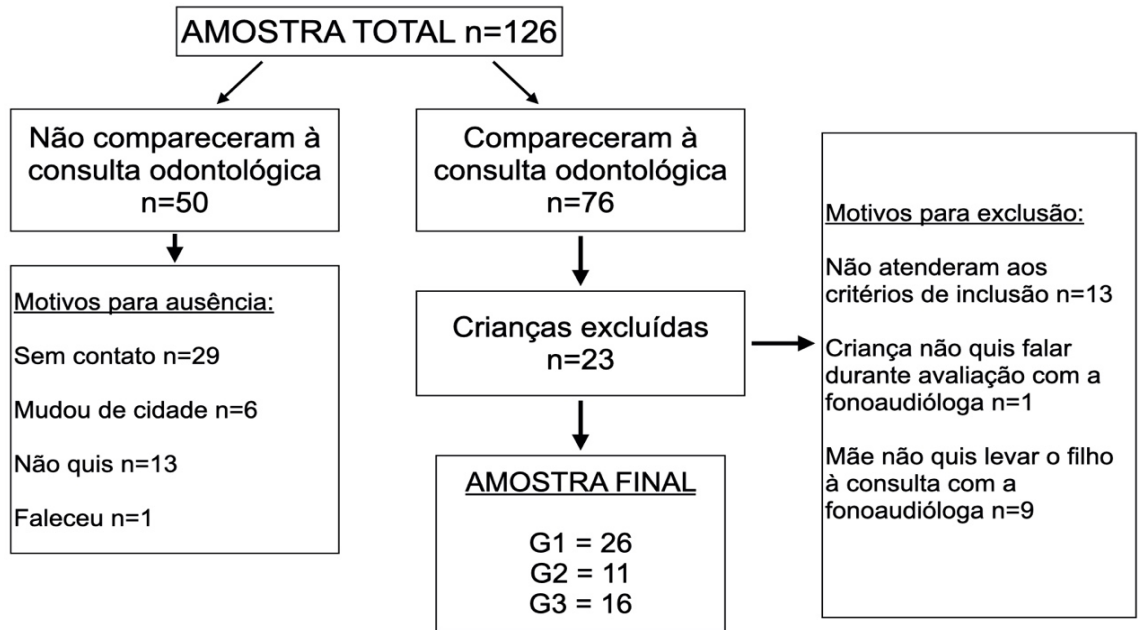 AMOSTRA TOTAL n=126
Não compareceram à
consulta odontológica
n=50
Compareceram à
consulta odontológica
n=76
Motivos para ausência:
Sem contato n=29
Mudou de cidade n=6
Não quis n=13
Faleceu n=1
Crianças excluídas
n=23
Motivos para exclusão:
Não atenderam aos
critérios de inclusão n=13
Criança não quis falar
durante avaliação com a
fonoaudióloga n=1
Mãe não quis levar o filho
à consulta com a
fonoaudióloga n=9
AMOSTRA FINAL
G1 = 26
G2 = 11
G3 = 16